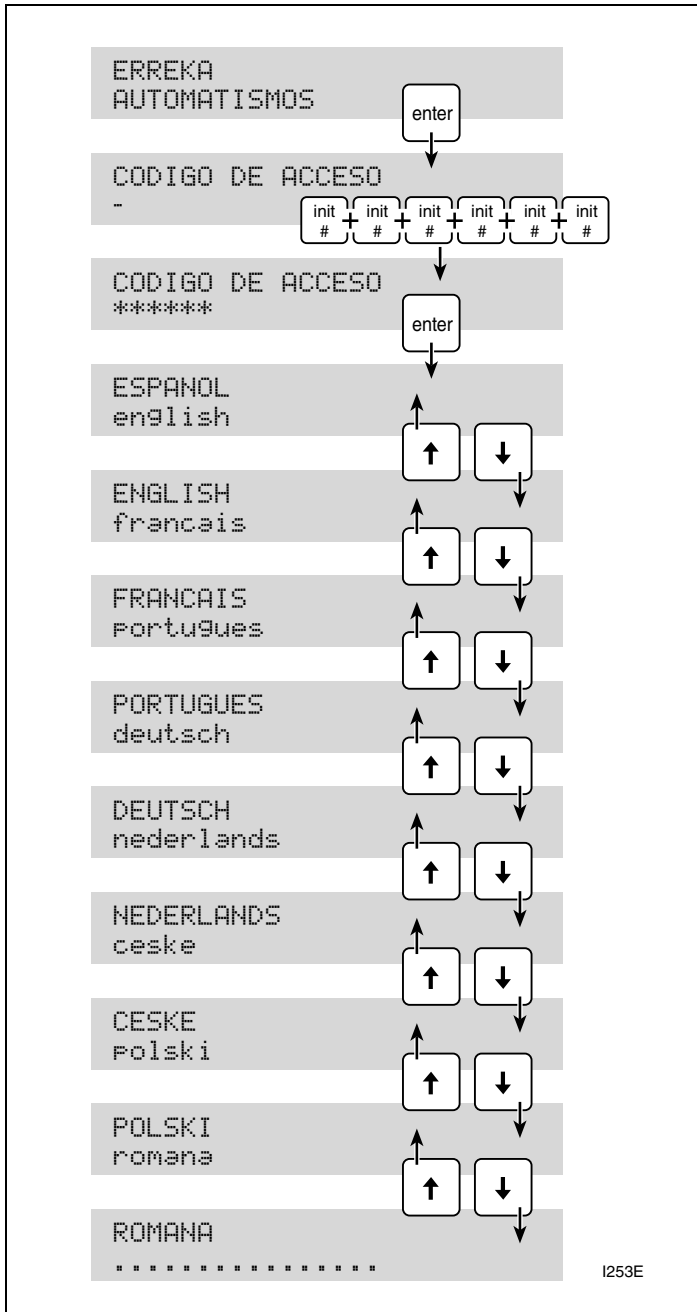 ERREKA
AUTOMATISMOS
enter
CODIGO DE ACCESO
-
init # + init # + init # + init # + init # + init #
CODIGO DE ACCESO
******
enter
ESPANOL
english
↑ ↓
ENGLISH
francais
↑ ↓
FRANCAIS
portugues
↑ ↓
PORTUGUES
deutsch
↑ ↓
DEUTSCH
nederlands
↑ ↓
NEDERLANDS
ceske
↑ ↓
CESKE
polski
↑ ↓
POLSKI
romana
↑ ↓
ROMANA
................
I253E